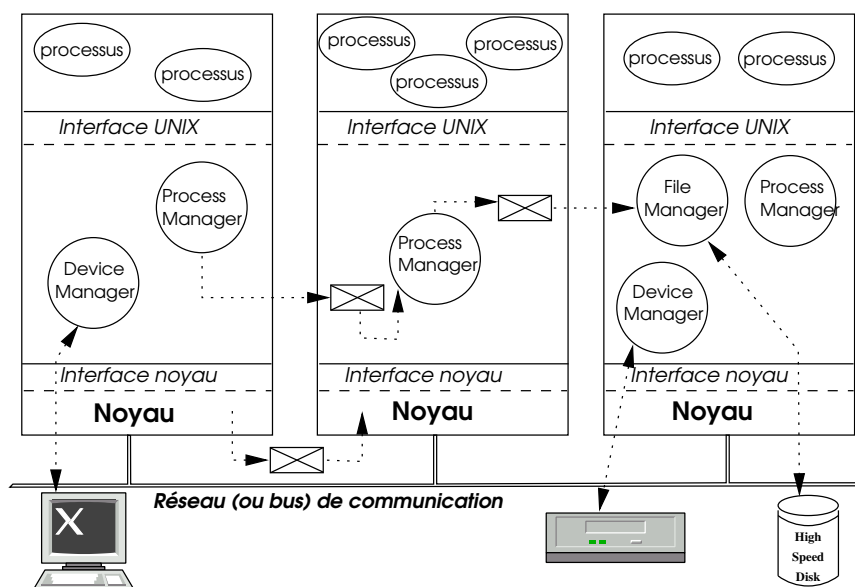 processus
processus
Interface UNIX
Process
Manager
Device
Manager
Interface noyau
Noyau
processus
processus
processus
Interface UNIX
Process
Manager
Interface noyau
Noyau
processus
processus
Interface UNIX
File
Manager
Process
Manager
Device
Manager
Interface noyau
Noyau
Réseau (ou bus) de communication
X
High
Speed
Disk